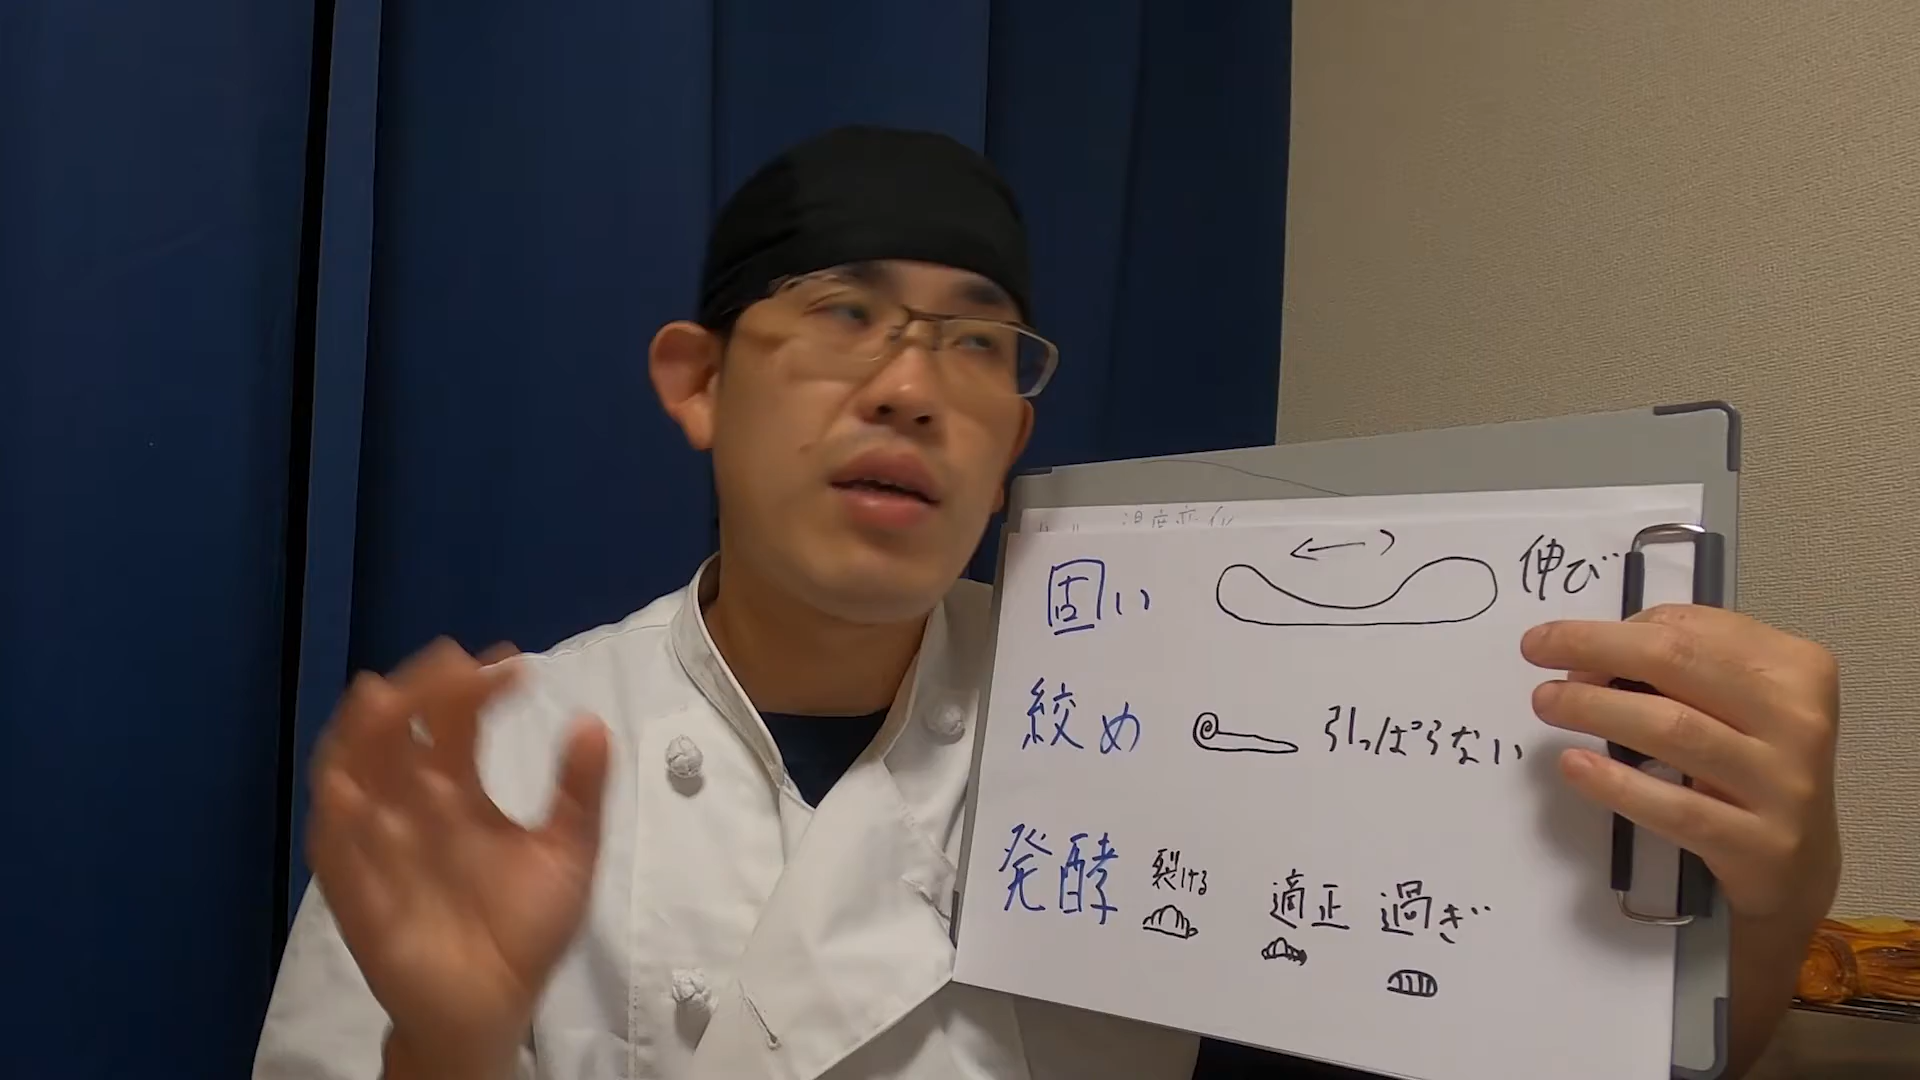 固い 伸び
絞め 引っぱらない
発酵 裂ける 適正 過ぎ